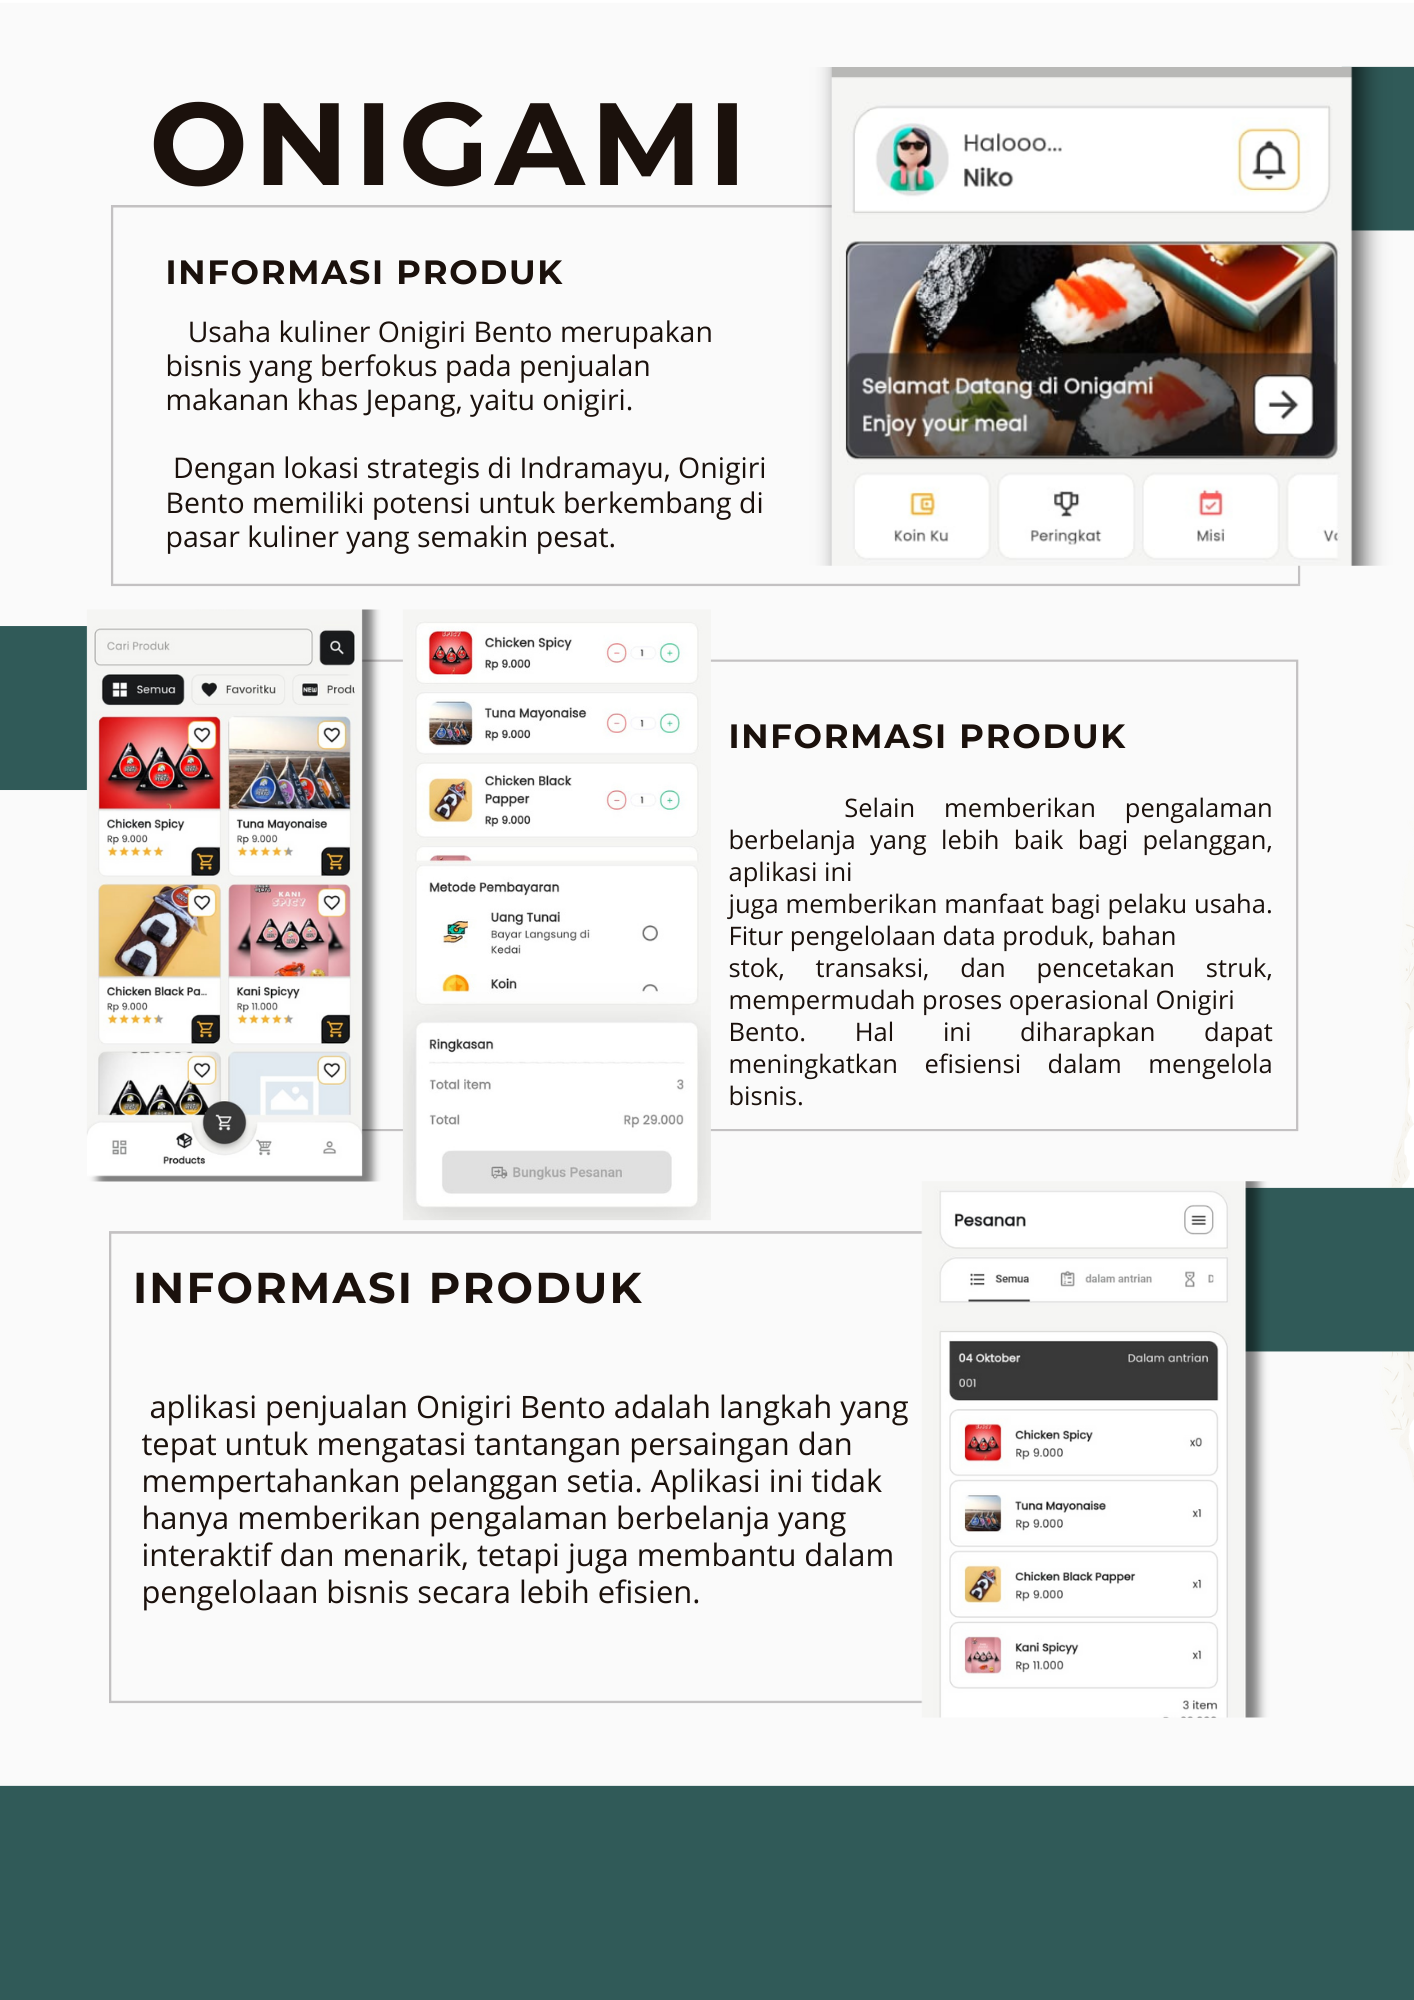 ONIGAMI
INFORMASI PRODUK
Usaha kuliner Onigiri Bento merupakan
bisnis yang berfokus pada penjualan
makanan khas Jepang, yaitu onigiri.
Dengan lokasi strategis di Indramayu, Onigiri
Bento memiliki potensi untuk berkembang di
pasar kuliner yang semakin pesat.
Halooo...
Niko
Selamat Datang di Onigami
Enjoy your meal
Koin Ku
Peringkat
Misi
Cari Produk
Semua
Favoritku
NEW
Chicken Spicy
Rp 9.000
Tuna Mayonaise
Rp 9.000
Chicken Black Pa...
Rp 9.000
KANI
SPICY
Kani Spicyy
Rp 11.000
Products
Chicken Spicy
Rp 9.000
1
Tuna Mayonaise
Rp 9.000
1
Chicken Black
Papper
Rp 9.000
1
Metode Pembayaran
Uang Tunai
Bayar Langsung di
Kedai
Koin
Ringkasan
Total item 3
Total Rp 29.000
Bungkus Pesanan
INFORMASI PRODUK
Selain memberikan pengalaman
berbelanja yang lebih baik bagi pelanggan,
aplikasi ini
juga memberikan manfaat bagi pelaku usaha.
Fitur pengelolaan data produk, bahan
stok, transaksi, dan pencetakan struk,
mempermudah proses operasional Onigiri
Bento. Hal ini diharapkan dapat
meningkatkan efisiensi dalam mengelola
bisnis.
INFORMASI PRODUK
aplikasi penjualan Onigiri Bento adalah langkah yang
tepat untuk mengatasi tantangan persaingan dan
mempertahankan pelanggan setia. Aplikasi ini tidak
hanya memberikan pengalaman berbelanja yang
interaktif dan menarik, tetapi juga membantu dalam
pengelolaan bisnis secara lebih efisien.
Pesanan
Semua
dalam antrian
04 Oktober Dalam antrian
001
Chicken Spicy
Rp 9.000
x0
Tuna Mayonaise
Rp 9.000
x1
Chicken Black Papper
Rp 9.000
x1
Kani Spicyy
Rp 11.000
x1
3 item